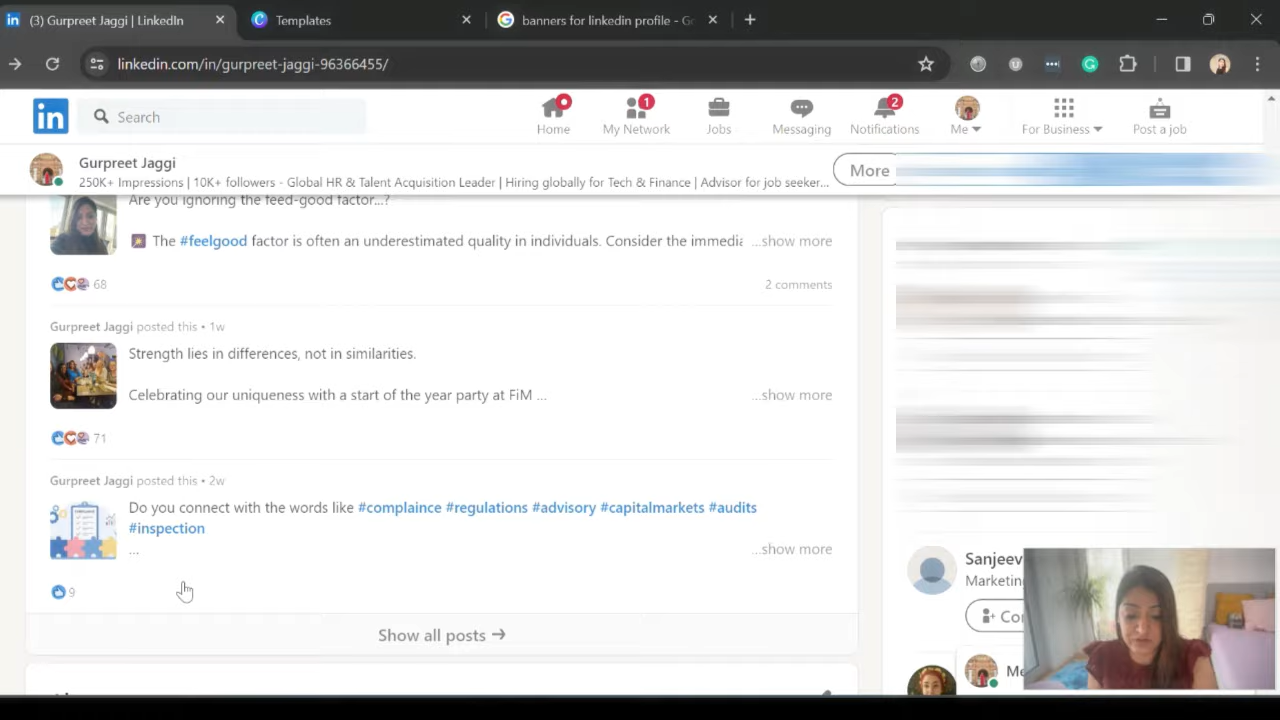 (3) Gurpreet Jaggi | LinkedIn
Templates
banners for linkedin profile - Go
linkedin.com/in/gurpreet-jaggi-96366455/
in
Search
Home
1
My Network
Jobs
Messaging
2
Notifications
Me
For Business
Post a job
Gurpreet Jaggi
250K+ Impressions | 10K+ followers - Global HR & Talent Acquisition Leader | Hiring globally for Tech & Finance | Advisor for job seeker...
More
Are you ignoring the feed-good factor...?
The #feelgood factor is often an underestimated quality in individuals. Consider the immedia ...show more
68
2 comments
Gurpreet Jaggi posted this • 1w
Strength lies in differences, not in similarities.
Celebrating our uniqueness with a start of the year party at FiM ...
...show more
71
Gurpreet Jaggi posted this • 2w
Do you connect with the words like #complaince #regulations #advisory #capitalmarkets #audits
#inspection
...
...show more
9
Show all posts →
Sanjeev
Marketin
Co
Me